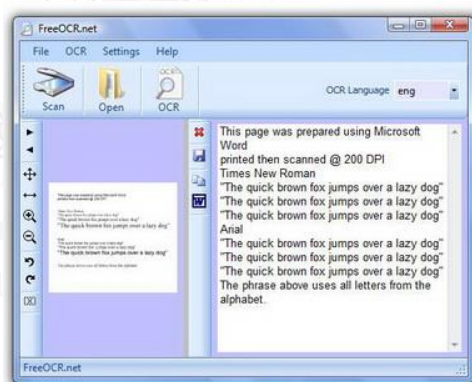 FreeOCR.net
File OCR Settings Help
Scan Open OCR
OCR Language eng
This page was prepared using Microsoft
Word
printed then scanned @ 200 DPI
Times New Roman
"The quick brown fox jumps over a lazy dog"
"The quick brown fox jumps over a lazy dog"
"The quick brown fox jumps over a lazy dog"
Arial
"The quick brown fox jumps over a lazy dog"
"The quick brown fox jumps over a lazy dog"
"The quick brown fox jumps over a lazy dog"
The phrase above uses all letters from the
alphabet.
FreeOCR.net